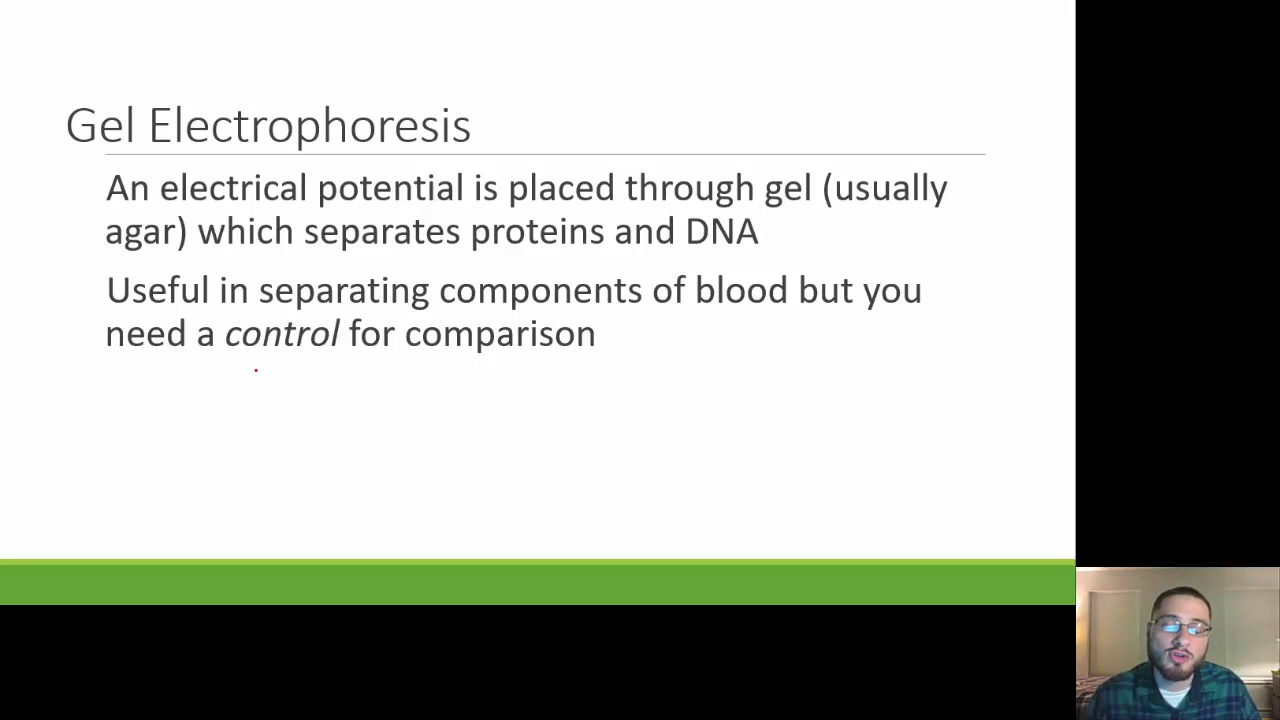 Gel Electrophoresis
An electrical potential is placed through gel (usually
agar) which separates proteins and DNA
Useful in separating components of blood but you
need a control for comparison